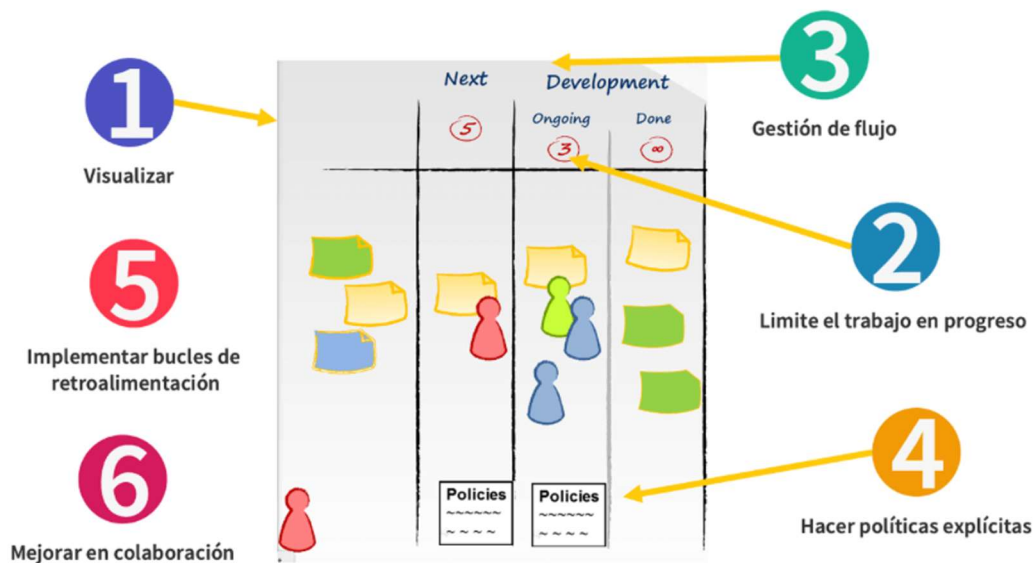 1
Visualizar
5
Implementar bucles de
retroalimentación
6
Mejorar en colaboración
Next
Development
5
Ongoing
Done
3
∞
Policies
Policies
3
Gestión de flujo
2
Limite el trabajo en progreso
4
Hacer políticas explícitas